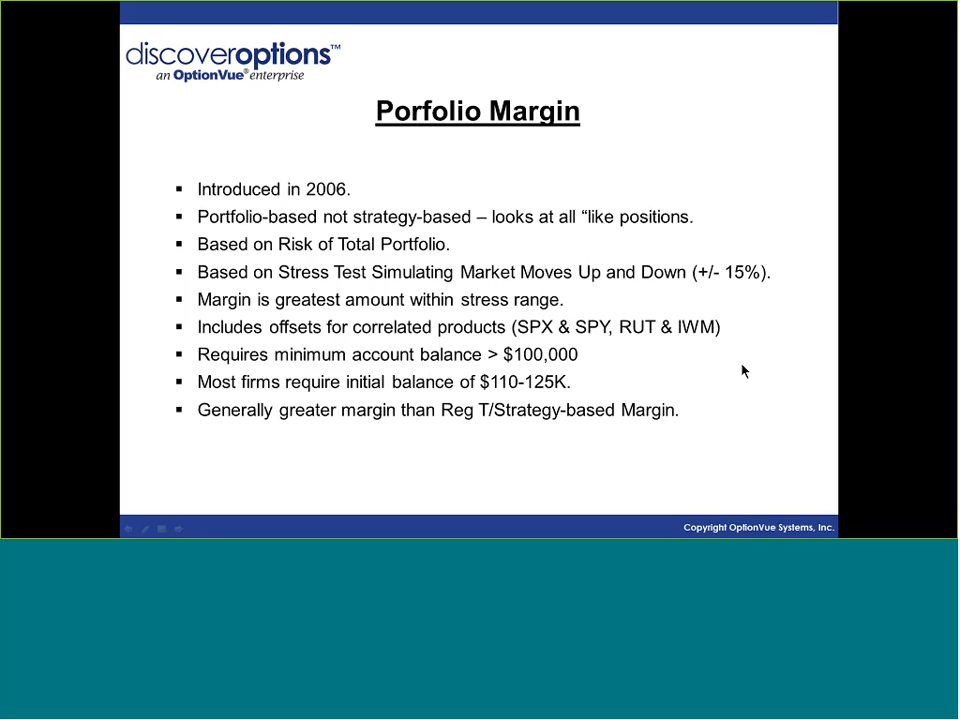 discoveroptions™
an OptionVue® enterprise
Porfolio Margin
▪ Introduced in 2006.
▪ Portfolio-based not strategy-based – looks at all “like positions.
▪ Based on Risk of Total Portfolio.
▪ Based on Stress Test Simulating Market Moves Up and Down (+/- 15%).
▪ Margin is greatest amount within stress range.
▪ Includes offsets for correlated products (SPX & SPY, RUT & IWM)
▪ Requires minimum account balance > $100,000
▪ Most firms require initial balance of $110-125K.
▪ Generally greater margin than Reg T/Strategy-based Margin.
Copyright OptionVue Systems, Inc.